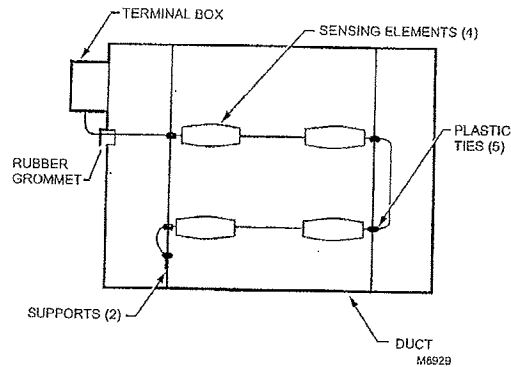 TERMINAL BOX
SENSING ELEMENTS (4)
PLASTIC
TIES (5)
RUBBER
GROMMET
SUPPORTS (2)
DUCT
M6929